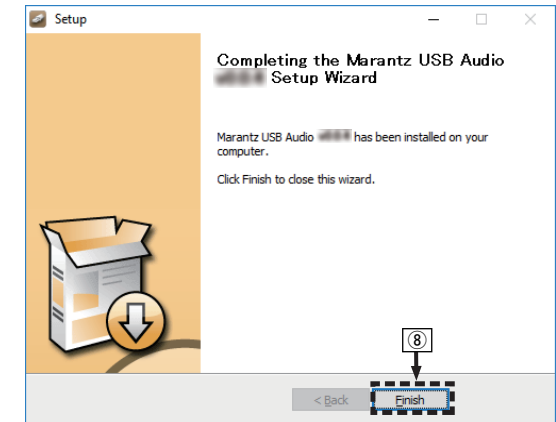 Setup
Completing the Marantz USB Audio
Setup Wizard
Marantz USB Audio has been installed on your
computer.
Click Finish to close this wizard.
⑧
< Back Finish